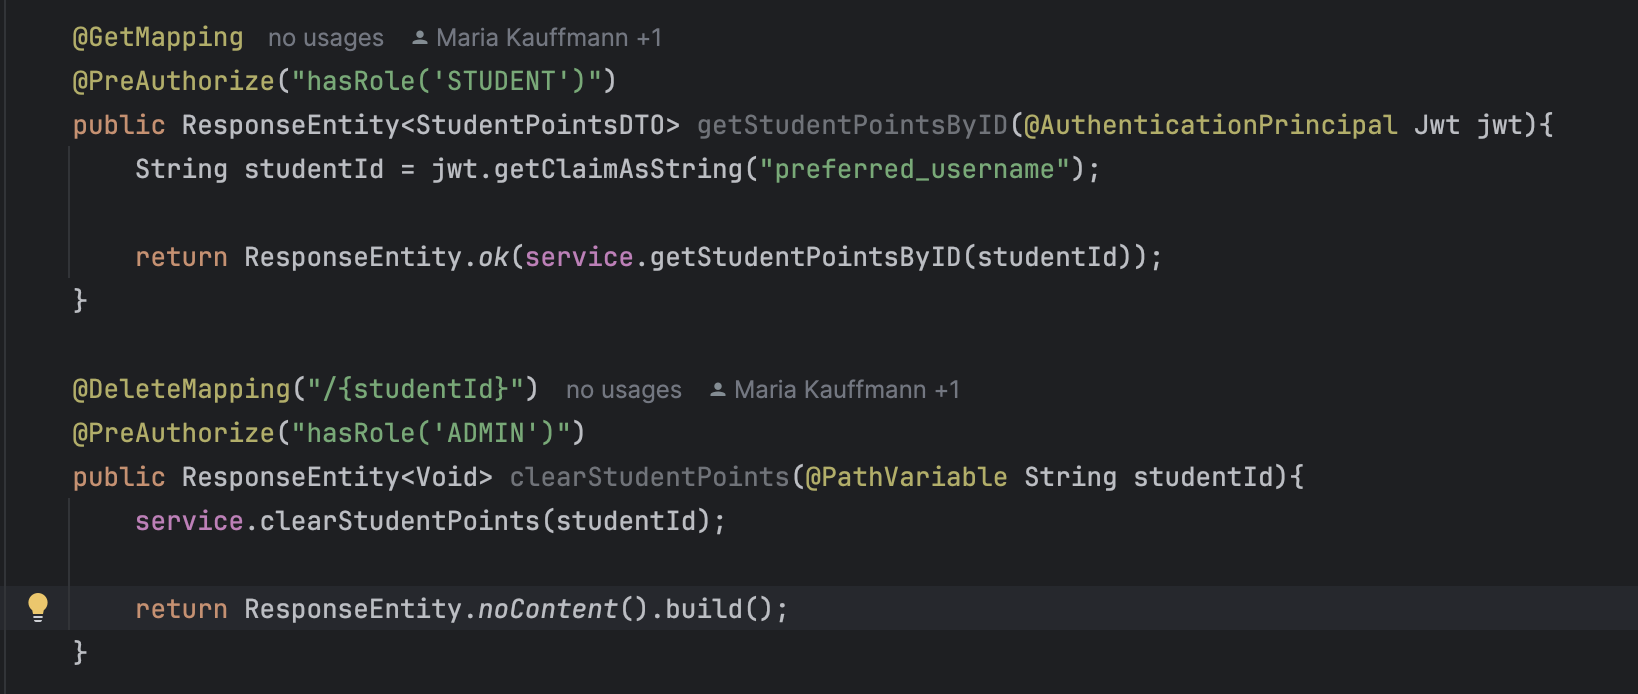 @GetMapping no usages Maria Kauffmann +1
@PreAuthorize("hasRole('STUDENT')")
public ResponseEntity<StudentPointsDTO> getStudentPointsByID(@AuthenticationPrincipal Jwt jwt){
String studentId = jwt.getClaimAsString("preferred_username");
return ResponseEntity.ok(service.getStudentPointsByID(studentId));
}
@DeleteMapping("/{studentId}") no usages Maria Kauffmann +1
@PreAuthorize("hasRole('ADMIN')")
public ResponseEntity<Void> clearStudentPoints(@PathVariable String studentId){
service.clearStudentPoints(studentId);
return ResponseEntity.noContent().build();
}